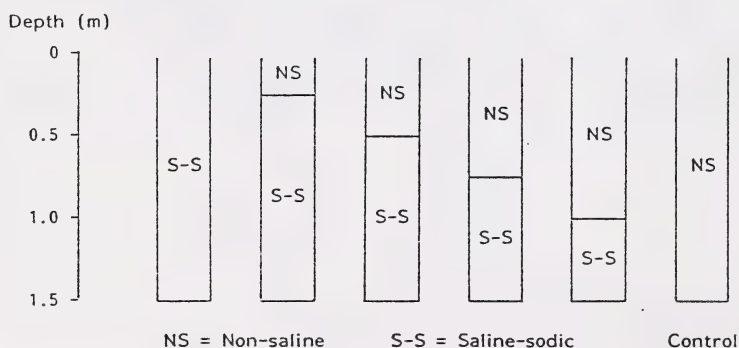 Depth (m)
0
0.5
1.0
1.5
S-S
NS
S-S
NS
S-S
NS
S-S
NS
S-S
NS
NS = Non-saline S-S = Saline-sodic Control